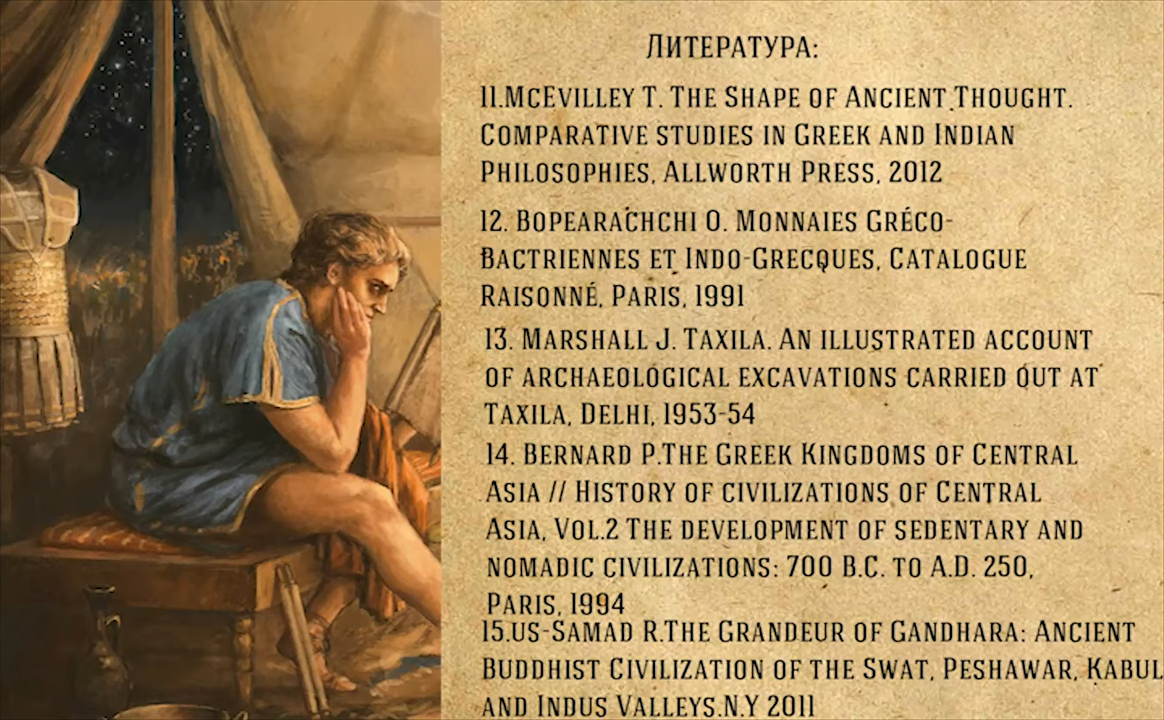 Литература:
11.McEvilley T. The Shape of Ancient Thought.
Comparative studies in Greek and Indian
Philosophies, Allworth Press, 2012
12. Bopearachchi O. Monnaies Gréco-
Bactriennes et Indo-Grecques, Catalogue
Raisonné, Paris, 1991
13. Marshall J. Taxila. An illustrated account
of archaeological excavations carried out at
Taxila, Delhi, 1953-54
14. Bernard P.The Greek Kingdoms of Central
Asia // History of civilizations of Central
Asia, Vol.2 The development of sedentary and
nomadic civilizations: 700 B.C. to A.D. 250,
Paris, 1994
15.us-Samad R.The Grandeur of Gandhara: Ancient
Buddhist Civilization of the Swat, Peshawar, Kabul
and Indus Valleys.N.Y 2011